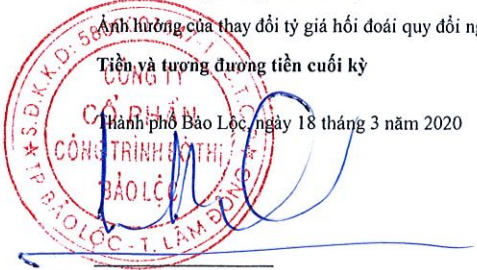 Ảnh hưởng của thay đổi tỷ giá hối đoái quy đổi
Tiền và tương đương tiền cuối kỳ
Thành phố Bảo Lộc, ngày 18 tháng 3 năm 2020
S.Đ.K.K.D:
CÔNG TY
CỔ PHẦN
CÔNG TRÌNH ĐÔ THỊ
BẢO LỘC
TP BẢO LỘC - T. LÂM ĐỒNG